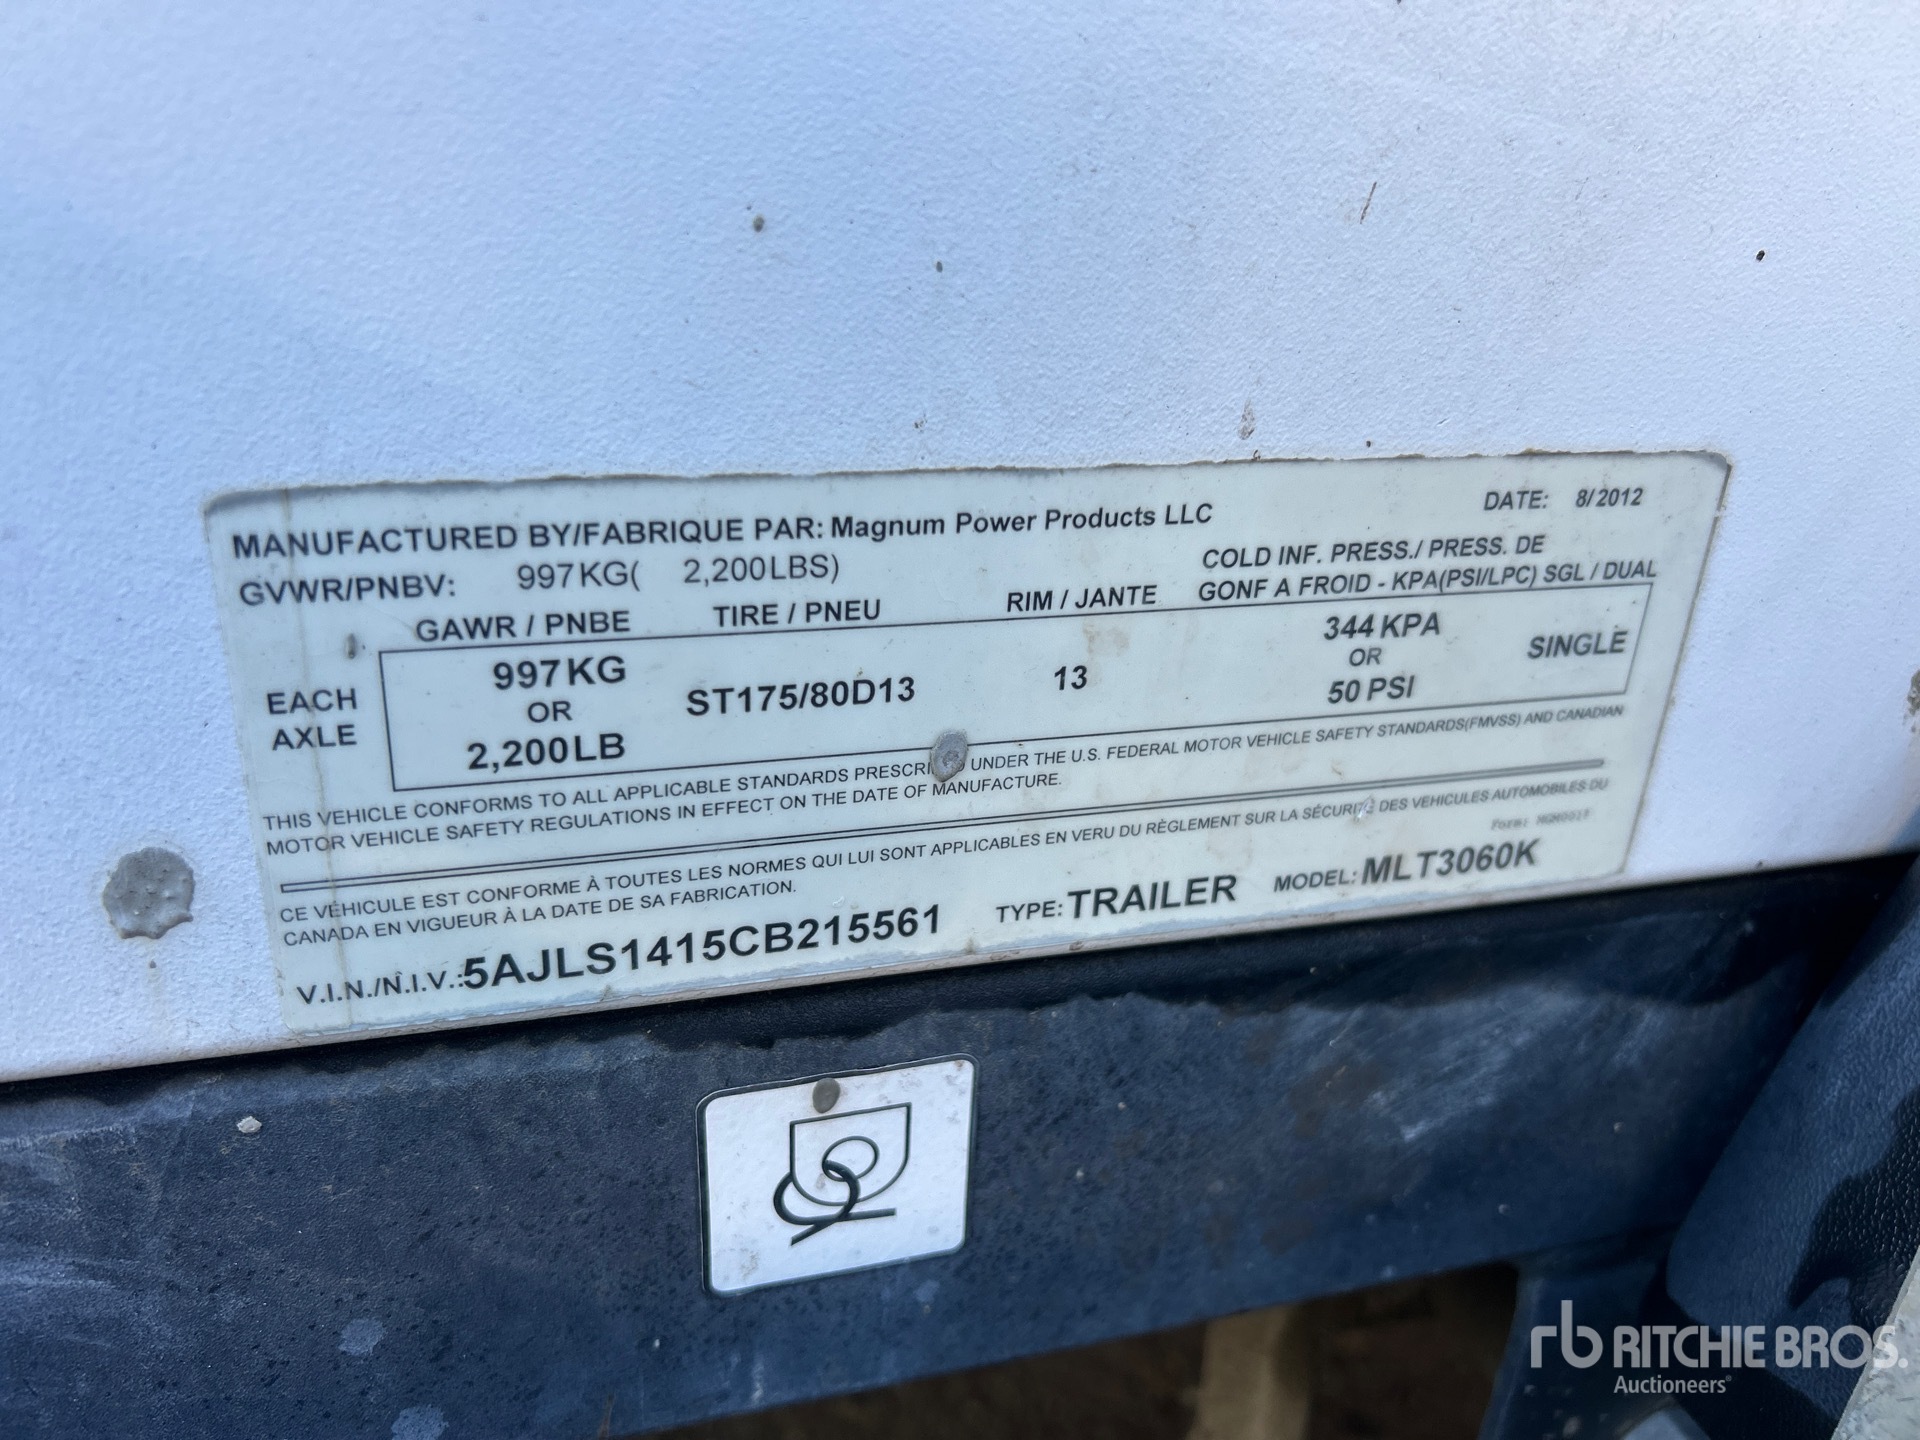 MANUFACTURED BY/FABRIQUE PAR: Magnum Power Products LLC DATE: 8/2012
GVWR/PNBV: 997KG( 2,200LBS)
COLD INF. PRESS./ PRESS. DE
GAWR / PNBE TIRE / PNEU RIM / JANTE GONF A FROID - KPA(PSI/LPC) SGL / DUAL
EACH AXLE
997KG
OR
2,200LB
ST175/80D13
13
344 KPA
OR
50 PSI
SINGLE
THIS VEHICLE CONFORMS TO ALL APPLICABLE STANDARDS UNDER THE U.S. FEDERAL MOTOR VEHICLE SAFETY STANDARDS(FMVSS) AND CANADIAN
MOTOR VEHICLE SAFETY REGULATIONS IN EFFECT ON THE DATE OF MANUFACTURE.
CE VÉHICULE EST CONFORME À TOUTES LES NORMES QUI LUI SONT APPLICABLES EN VERU DU RÈGLEMENT SUR LA SÉCURITÉ DES VEHICULES AUTOMOBILES DU
CANADA EN VIGUEUR À LA DATE DE SA FABRICATION.
V.I.N./N.I.V.:5AJLS1415CB215561 TYPE: TRAILER MODEL: MLT3060K
rb RITCHIE BROS.
Auctioneers